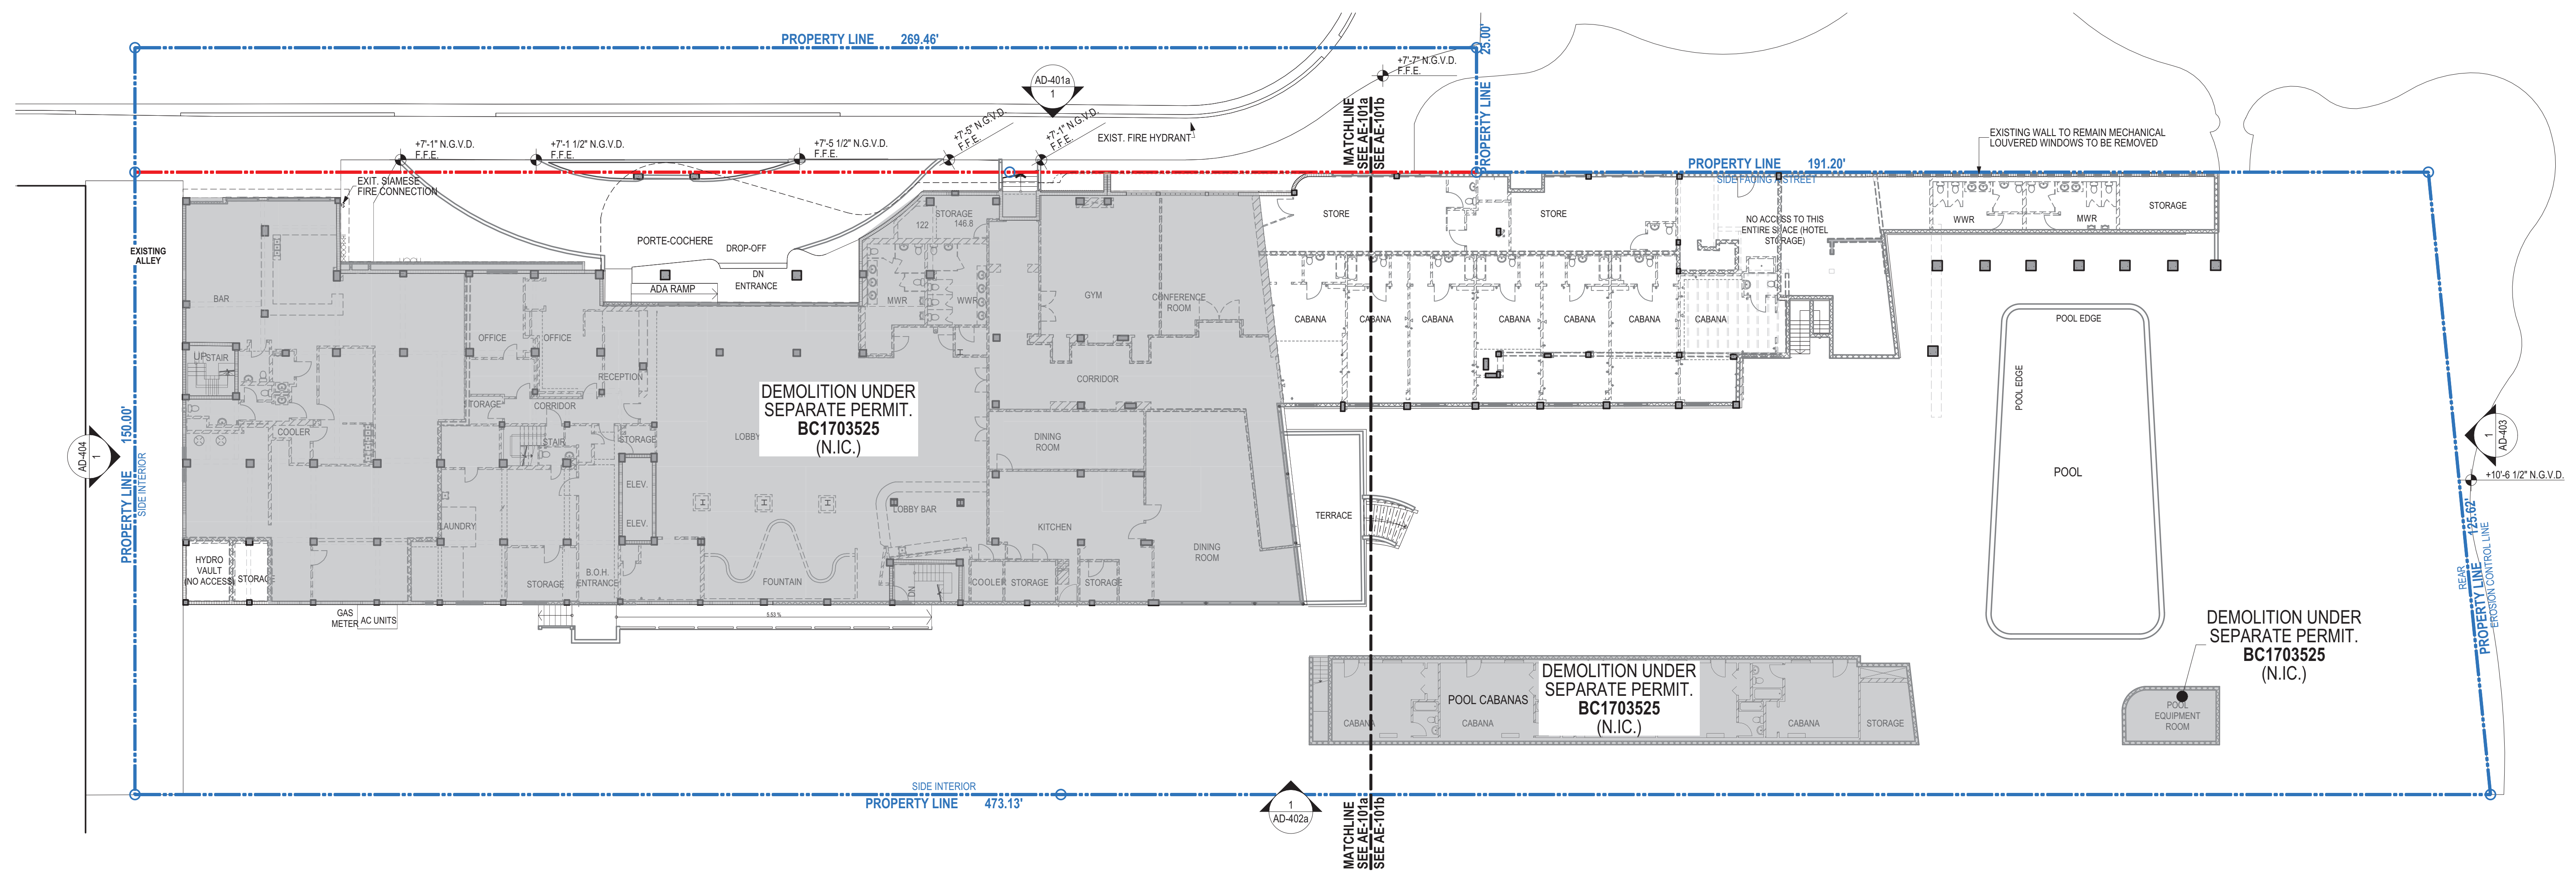 PROPERTY LINE 269.46'
25.00'
PROPERTY LINE
+7'-7" N.G.V.D.
F.F.E.
AD-401a
1
MATCHLINE
SEE AE-101a
SEE AE-101b
+7'-5" N.G.V.D.
F.F.E.
+7'-1" N.G.V.D.
F.F.E.
EXIST. FIRE HYDRANT
+7'-1" N.G.V.D.
F.F.E.
+7'-1 1/2" N.G.V.D.
F.F.E.
+7'-5 1/2" N.G.V.D.
F.F.E.
EXISTING WALL TO REMAIN MECHANICAL
LOUVERED WINDOWS TO BE REMOVED
PROPERTY LINE 191.20'
EXIT. SIAMESE
FIRE CONNECTION
EXISTING
ALLEY
PORTE-COCHERE
DROP-OFF
DN
ENTRANCE
ADA RAMP
STORAGE
122
146.8
STORE
STORE
NO ACCESS TO THIS
ENTIRE SPACE (HOTEL
STORAGE)
WWR
MWR
STORAGE
BAR
MWR
WWR
GYM
CONFERENCE
ROOM
CABANA
CABANA
CABANA
CABANA
CABANA
CABANA
CABANA
POOL EDGE
POOL EDGE
POOL
OFFICE
OFFICE
UP
STAIR
RECEPTION
CORRIDOR
CORRIDOR
COOLER
STAIR
STORAGE
LOBBY
DEMOLITION UNDER
SEPARATE PERMIT.
BC1703525
(N.IC.)
DINING
ROOM
AD-404
1
PROPERTY LINE 150.00'
SIDE INTERIOR
1
AD-403
+10'-6 1/2" N.G.V.D.
ELEV.
ELEV.
LOBBY BAR
LAUNDRY
KITCHEN
TERRACE
DINING
ROOM
HYDRO
VAULT
(NO ACCESS)
STORAGE
STORAGE
B.O.H.
ENTRANCE
FOUNTAIN
DN
COOLER
STORAGE
STORAGE
REAR
PROPERTY LINE 125.62'
EROSION CONTROL LINE
GAS
METER
AC UNITS
5.53 %
DEMOLITION UNDER
SEPARATE PERMIT.
BC1703525
(N.IC.)
POOL CABANAS
DEMOLITION UNDER
SEPARATE PERMIT.
BC1703525
(N.IC.)
CABANA
CABANA
CABANA
STORAGE
POOL
EQUIPMENT
ROOM
SIDE INTERIOR
PROPERTY LINE 473.13'
1
AD-402a
MATCHLINE
SEE AE-101a
SEE AE-101b